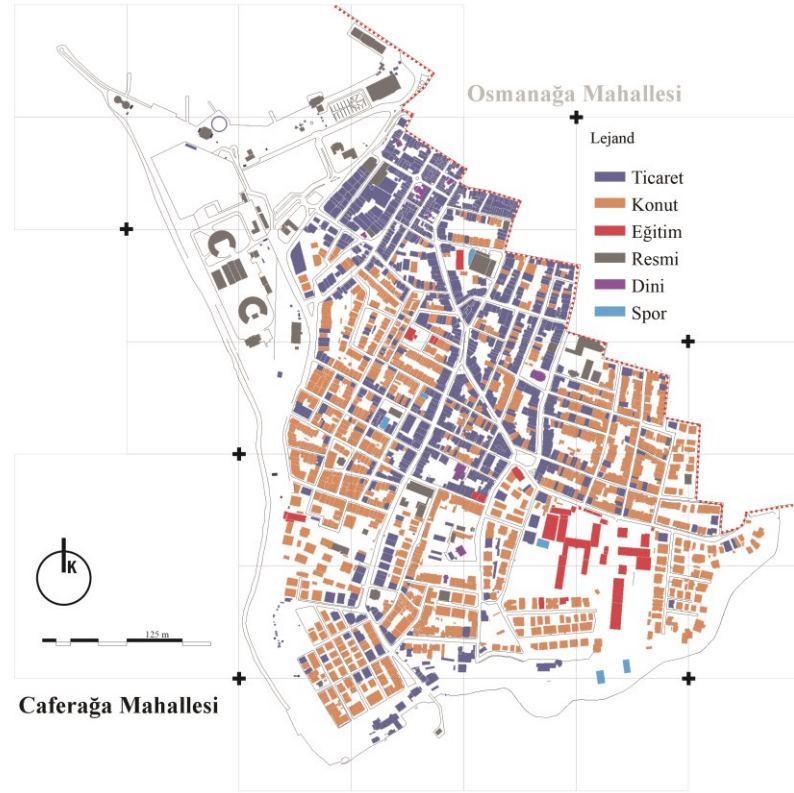 Osmanağa Mahallesi
Lejand
Ticaret
Konut
Eğitim
Resmi
Dini
Spor
K
125 m
Caferağa Mahallesi